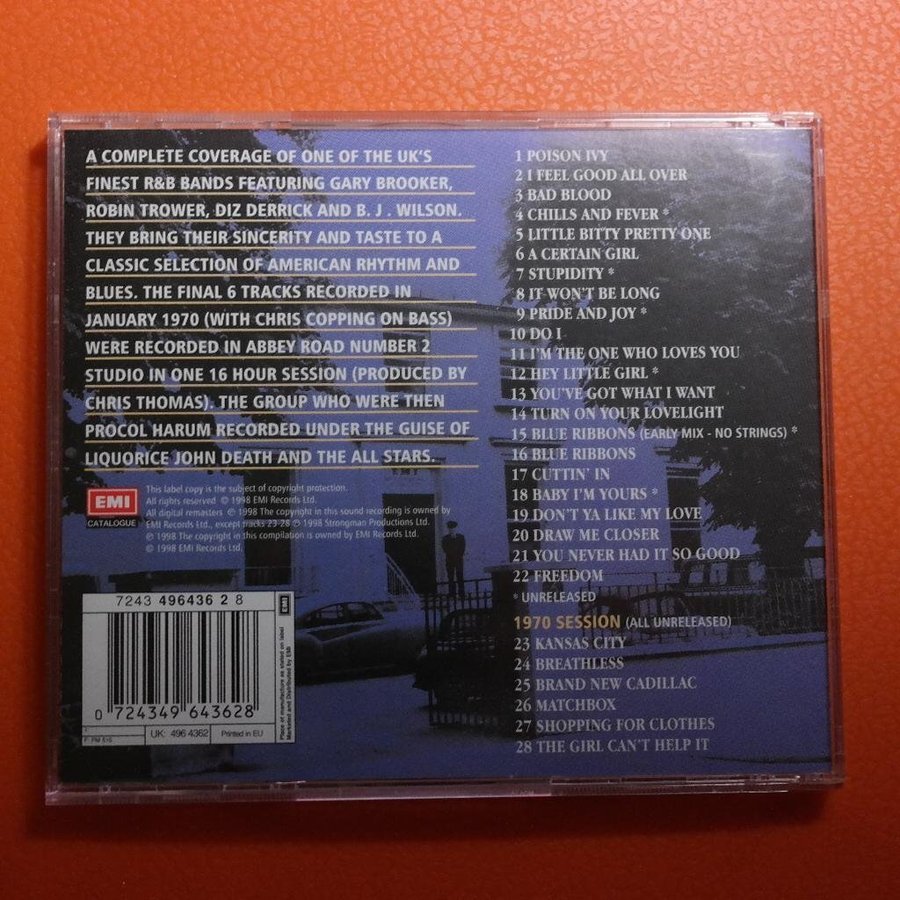 A COMPLETE COVERAGE OF ONE OF THE UK'S
FINEST R&B BANDS FEATURING GARY BROOKER,
ROBIN TROWER, DIZ DERRICK AND B. J . WILSON.
THEY BRING THEIR SINCERITY AND TASTE TO A
CLASSIC SELECTION OF AMERICAN RHYTHM AND
BLUES. THE FINAL 6 TRACKS RECORDED IN
JANUARY 1970 (WITH CHRIS COPPING ON BASS)
WERE RECORDED IN ABBEY ROAD NUMBER 2
STUDIO IN ONE 16 HOUR SESSION (PRODUCED BY
CHRIS THOMAS). THE GROUP WHO WERE THEN
PROCOL HARUM RECORDED UNDER THE GUISE OF
LIQUORICE JOHN DEATH AND THE ALL STARS.
EMI
CATALOGUE
This label copy is the subject of copyright protection.
All rights reserved © 1998 EMI Records Ltd.
All digital remasters ℗ 1998 The copyright in this sound recording is owned by
EMI Records Ltd., except tracks 23-28 ℗ 1998 Strongman Productions Ltd.
℗ 1998 The copyright in this compilation is owned by EMI Records Ltd.
© 1998 EMI Records Ltd.
7243 496436 2 8
0 724349 643628
UK: 496 4362
Printed in EU
EMI
Place of manufacture as stated on label
Marketed and Distributed by EMI
1 POISON IVY
2 I FEEL GOOD ALL OVER
3 BAD BLOOD
4 CHILLS AND FEVER *
5 LITTLE BITTY PRETTY ONE
6 A CERTAIN GIRL
7 STUPIDITY *
8 IT WON'T BE LONG
9 PRIDE AND JOY *
10 DO I
11 I'M THE ONE WHO LOVES YOU
12 HEY LITTLE GIRL *
13 YOU'VE GOT WHAT I WANT
14 TURN ON YOUR LOVELIGHT
15 BLUE RIBBONS (EARLY MIX - NO STRINGS) *
16 BLUE RIBBONS
17 CUTTIN' IN
18 BABY I'M YOURS *
19 DON'T YA LIKE MY LOVE
20 DRAW ME CLOSER
21 YOU NEVER HAD IT SO GOOD
22 FREEDOM
* UNRELEASED
1970 SESSION (ALL UNRELEASED)
23 KANSAS CITY
24 BREATHLESS
25 BRAND NEW CADILLAC
26 MATCHBOX
27 SHOPPING FOR CLOTHES
28 THE GIRL CAN'T HELP IT